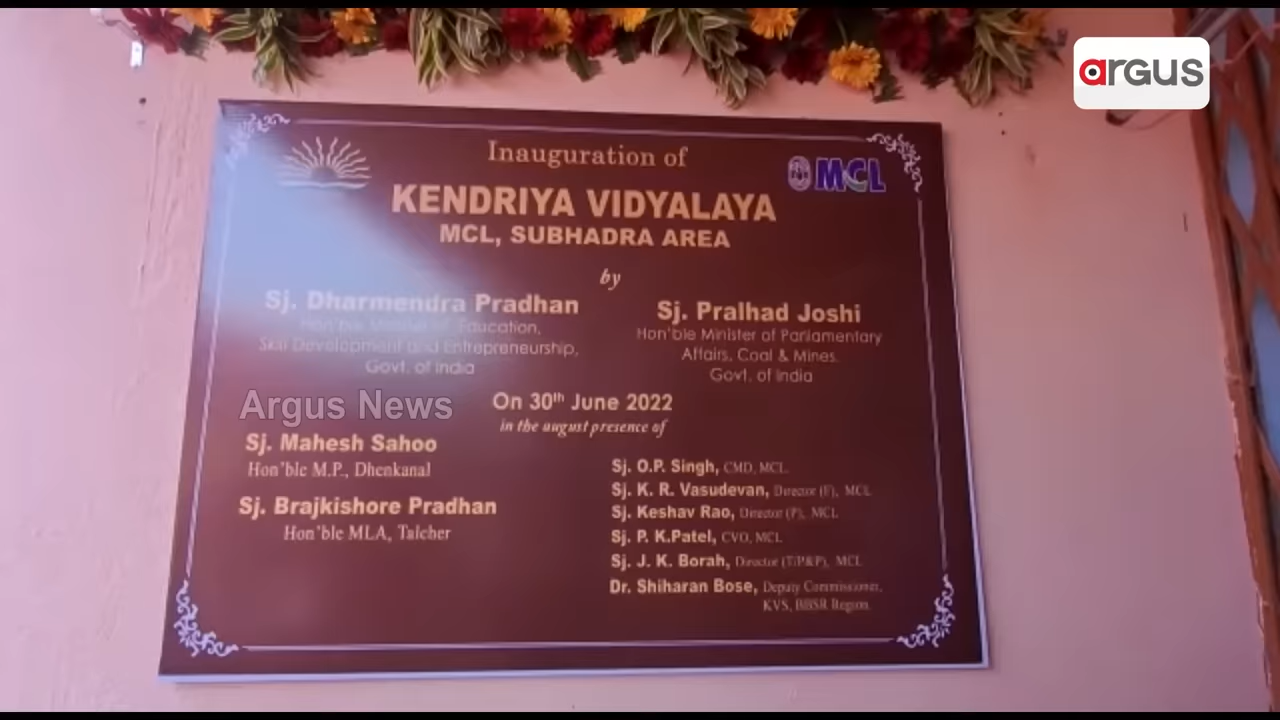 argus
Inauguration of
MCL
KENDRIYA VIDYALAYA
MCL, SUBHADRA AREA
by
Sj. Dharmendra Pradhan
Hon'ble Minister of Education,
Skill Development and Entrepreneurship,
Govt. of India
Sj. Pralhad Joshi
Hon'ble Minister of Parliamentary
Affairs, Coal & Mines.
Govt. of India
Argus News
On 30th June 2022
in the august presence of
Sj. Mahesh Sahoo
Hon'ble M.P., Dhenkanal
Sj. Brajkishore Pradhan
Hon'ble MLA, Talcher
Sj. O.P. Singh, CMD, MCL
Sj. K. R. Vasudevan, Director (F), MCL
Sj. Keshav Rao, Director (P), MCL
Sj. P. K.Patel, CVO, MCL
Sj. J. K. Borah, Director (T/P&P), MCL
Dr. Shiharan Bose, Deputy Commissioner,
KVS, BBSR Region